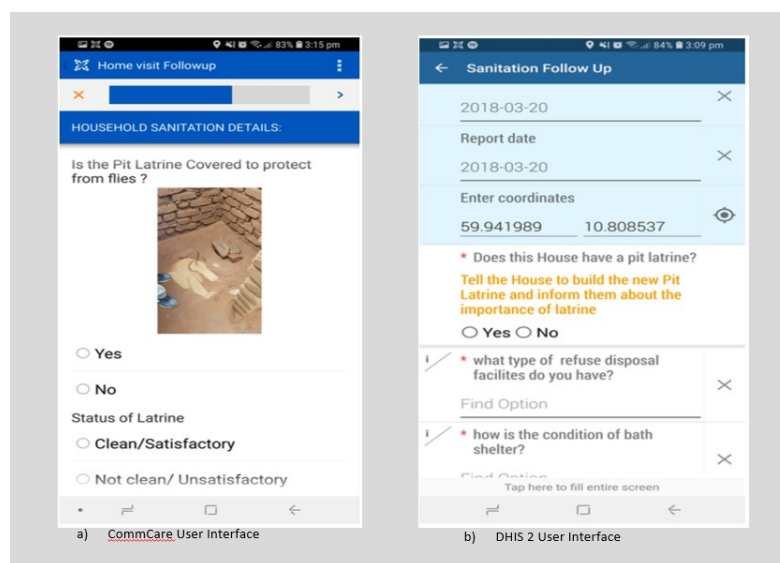 83% 3:15 pm
Home visit Followup
HOUSEHOLD SANITATION DETAILS:
Is the Pit Latrine Covered to protect
from flies ?
Yes
No
Status of Latrine
Clean/Satisfactory
Not clean/ Unsatisfactory
a) CommCare User Interface
84% 3:09 pm
Sanitation Follow Up
2018-03-20
Report date
2018-03-20
Enter coordinates
59.941989 10.808537
* Does this House have a pit latrine?
Tell the House to build the new Pit
Latrine and inform them about the
importance of latrine
Yes No
i * what type of refuse disposal
facilites do you have?
Find Option
i * how is the condition of bath
shelter?
Find Option
Tap here to fill entire screen
b) DHIS 2 User Interface